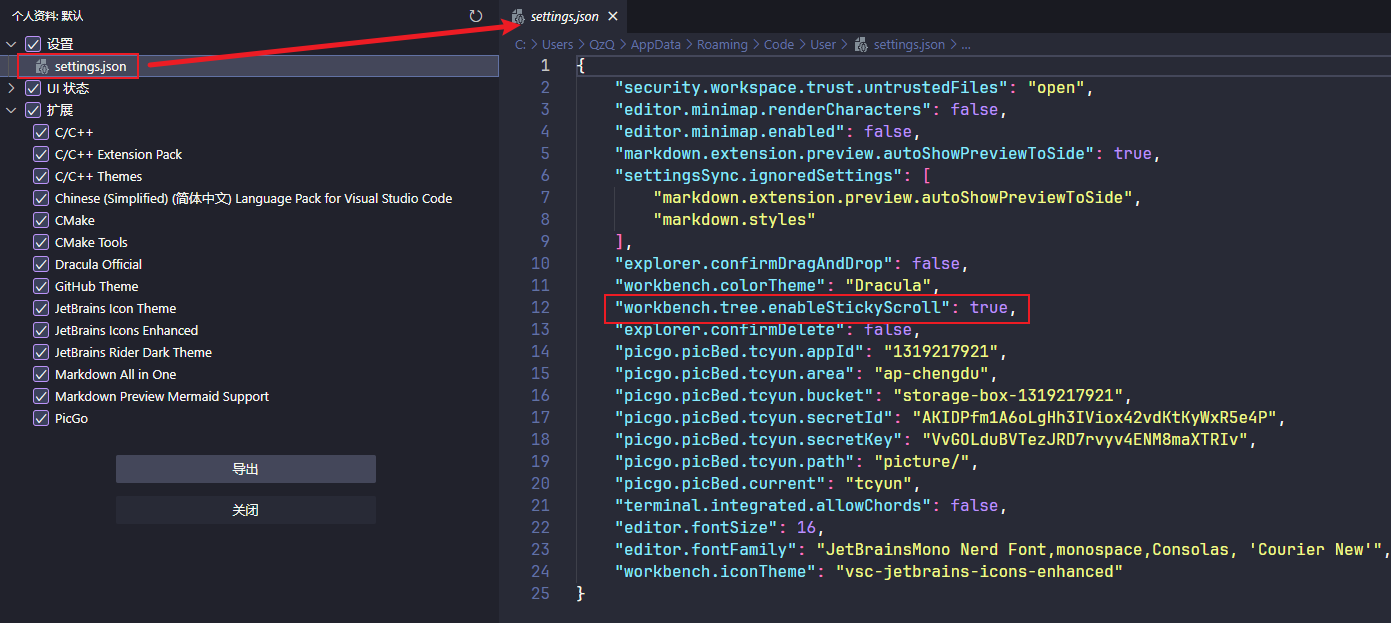 个人资料: 默认
设置
settings.json
UI 状态
扩展
C/C++
C/C++ Extension Pack
C/C++ Themes
Chinese (Simplified) (简体中文) Language Pack for Visual Studio Code
CMake
CMake Tools
Dracula Official
GitHub Theme
JetBrains Icon Theme
JetBrains Icons Enhanced
JetBrains Rider Dark Theme
Markdown All in One
Markdown Preview Mermaid Support
PicGo
导出
关闭
settings.json
C: > Users > QzQ > AppData > Roaming > Code > User > settings.json > ...
1 {
2 "security.workspace.trust.untrustedFiles": "open",
3 "editor.minimap.renderCharacters": false,
4 "editor.minimap.enabled": false,
5 "markdown.extension.preview.autoShowPreviewToSide": true,
6 "settingsSync.ignoredSettings": [
7 "markdown.extension.preview.autoShowPreviewToSide",
8 "markdown.styles"
9 ],
10 "explorer.confirmDragAndDrop": false,
11 "workbench.colorTheme": "Dracula",
12 "workbench.tree.enableStickyScroll": true,
13 "explorer.confirmDelete": false,
14 "picgo.picBed.tcyun.appId": "1319217921",
15 "picgo.picBed.tcyun.area": "ap-chengdu",
16 "picgo.picBed.tcyun.bucket": "storage-box-1319217921",
17 "picgo.picBed.tcyun.secretId": "AKIDPfm1A6oLgHh3IViox42vdKtKyWxR5e4P",
18 "picgo.picBed.tcyun.secretKey": "VvGOLduBVTezJRD7rvyv4ENM8maXTRIv",
19 "picgo.picBed.tcyun.path": "picture/",
20 "picgo.picBed.current": "tcyun",
21 "terminal.integrated.allowChords": false,
22 "editor.fontSize": 16,
23 "editor.fontFamily": "JetBrainsMono Nerd Font,monospace,Consolas, 'Courier New'",
24 "workbench.iconTheme": "vsc-jetbrains-icons-enhanced"
25 }